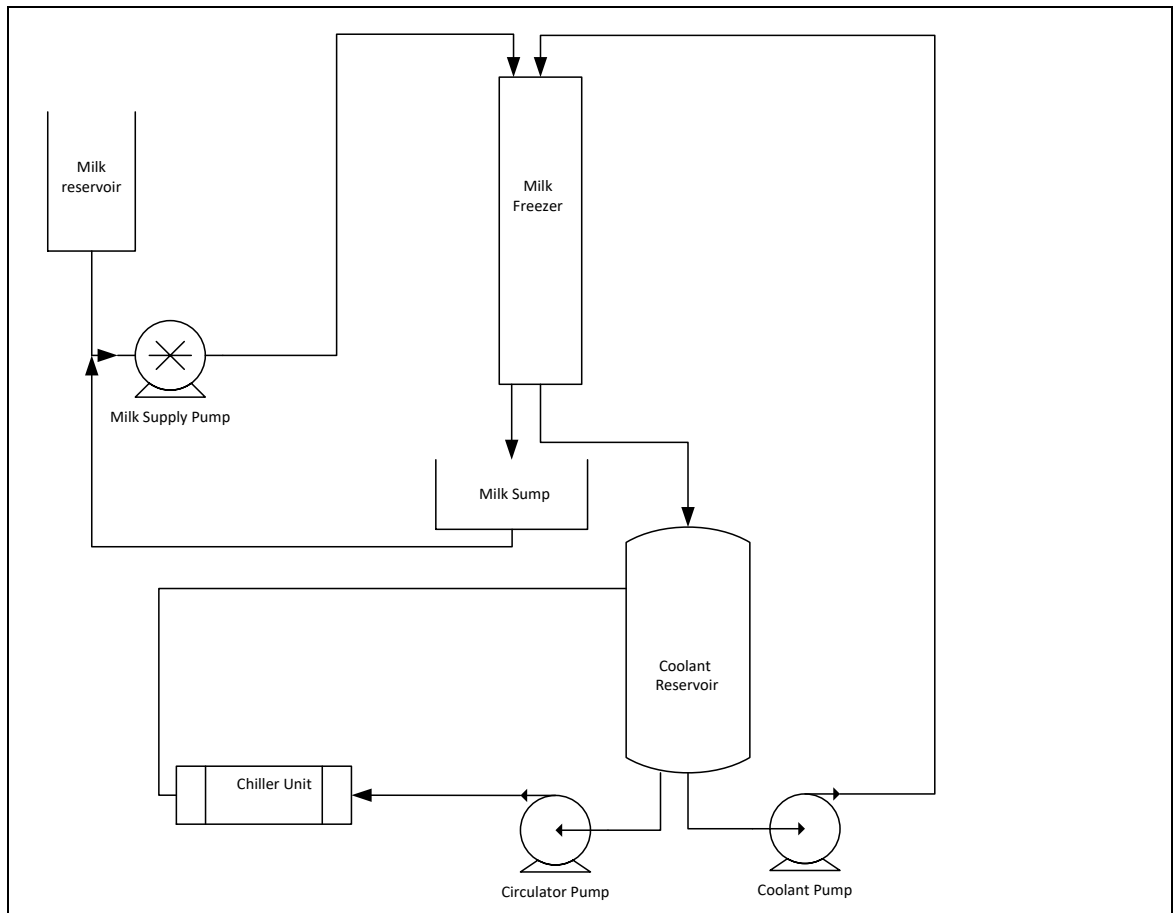 Milk
reservoir
Milk
Freezer
Milk Supply Pump
Milk Sump
Coolant
Reservoir
Chiller Unit
Circulator Pump
Coolant Pump